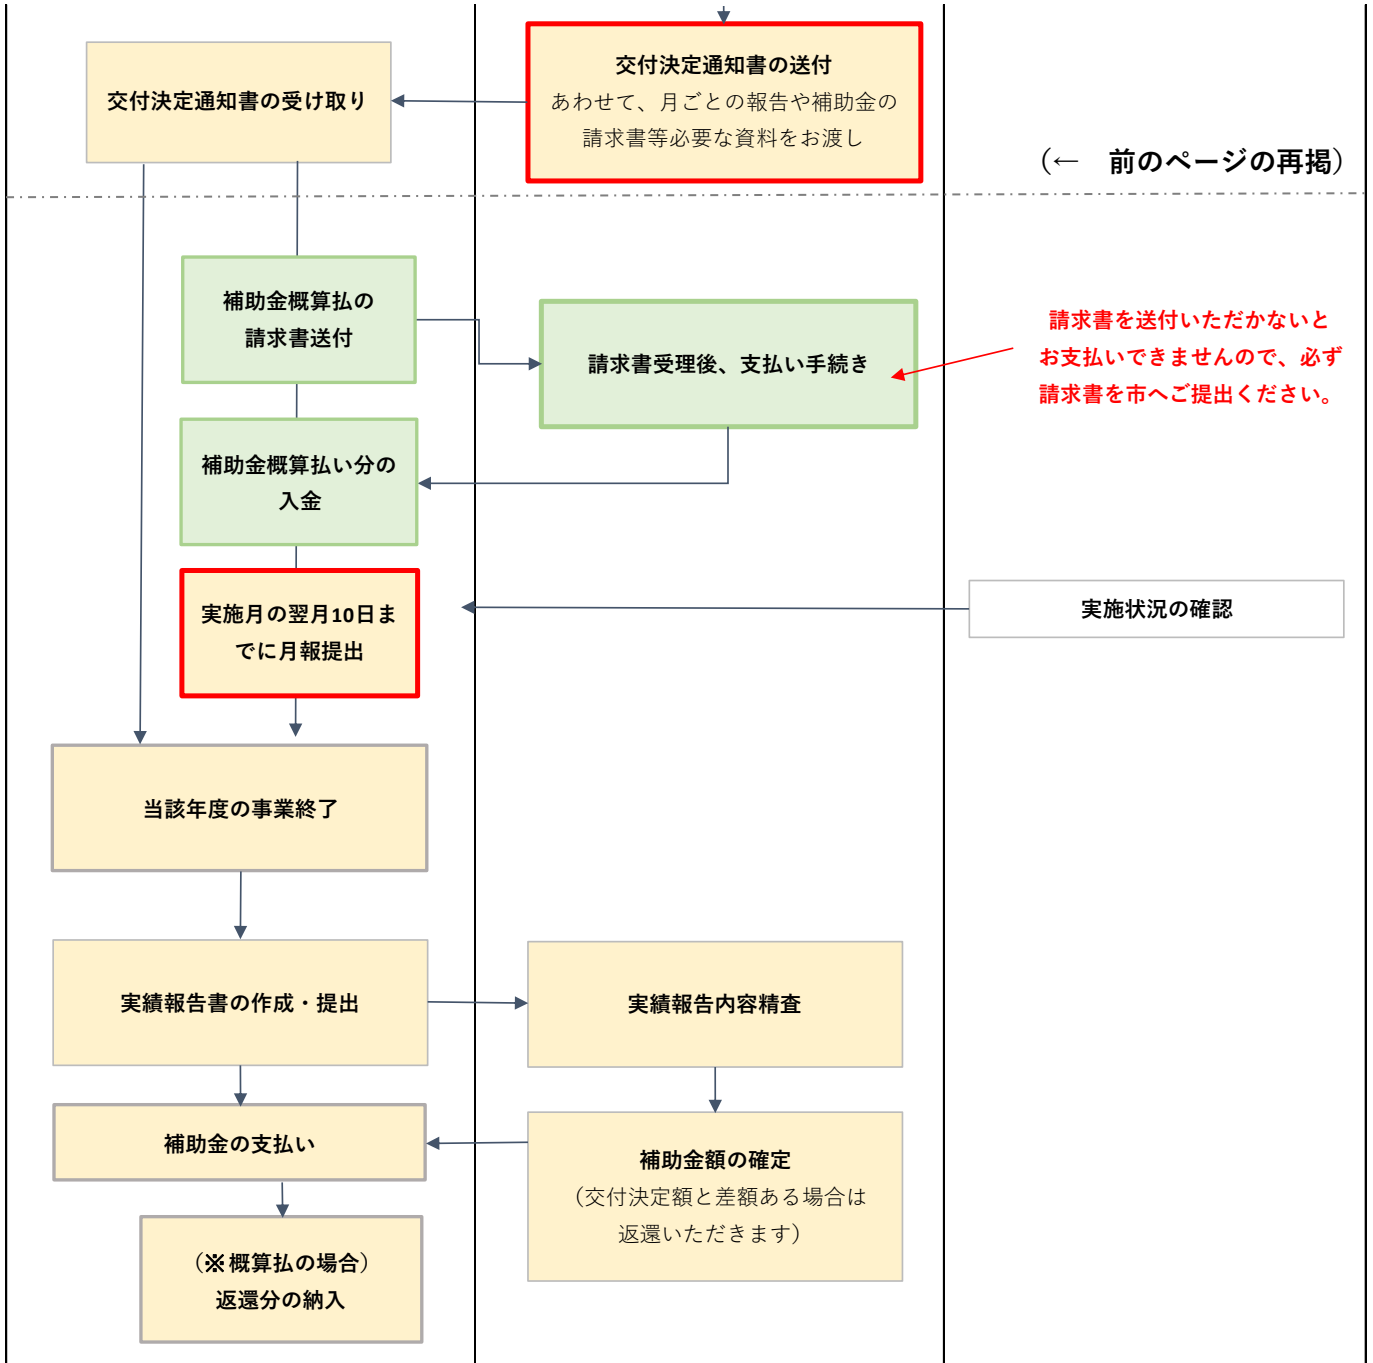 交付決定通知書の送付
あわせて、月ごとの報告や補助金の
請求書等必要な資料をお渡し
交付決定通知書の受け取り
（← 前のページの再掲）
補助金概算払の
請求書送付
請求書受理後、支払い手続き
請求書を送付いただかないと
お支払いできませんので、必ず
請求書を市へご提出ください。
補助金概算払い分の
入金
実施月の翌月10日ま
でに月報提出
実施状況の確認
当該年度の事業終了
実績報告書の作成・提出
実績報告内容精査
補助金の支払い
補助金額の確定
（交付決定額と差額ある場合は
返還いただきます）
（※概算払の場合）
返還分の納入